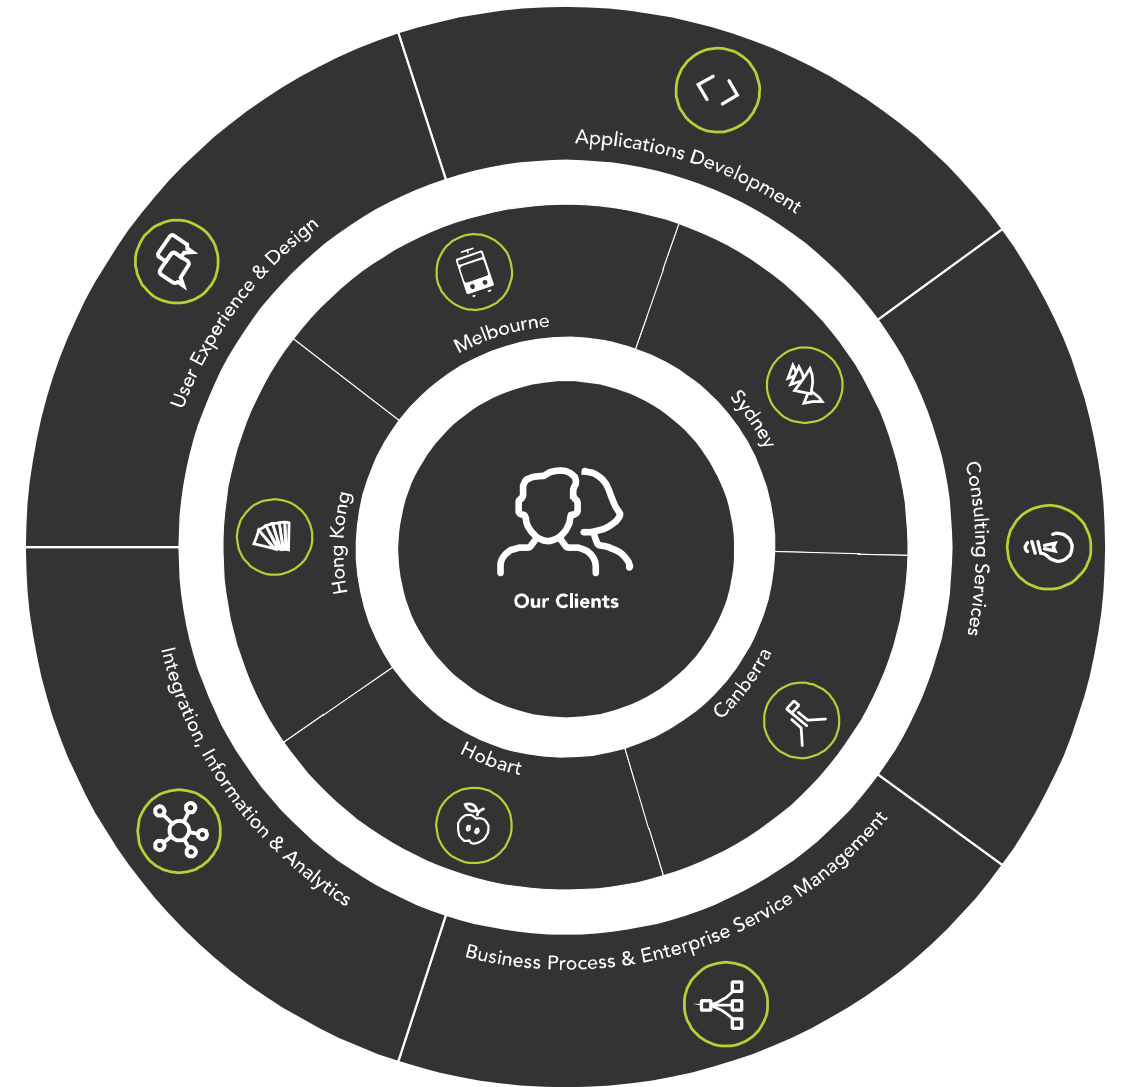 Applications Development
Consulting Services
Business Process & Enterprise Service Management
Integration, Information & Analytics
User Experience & Design
Melbourne
Sydney
Canberra
Hobart
Hong Kong
Our Clients